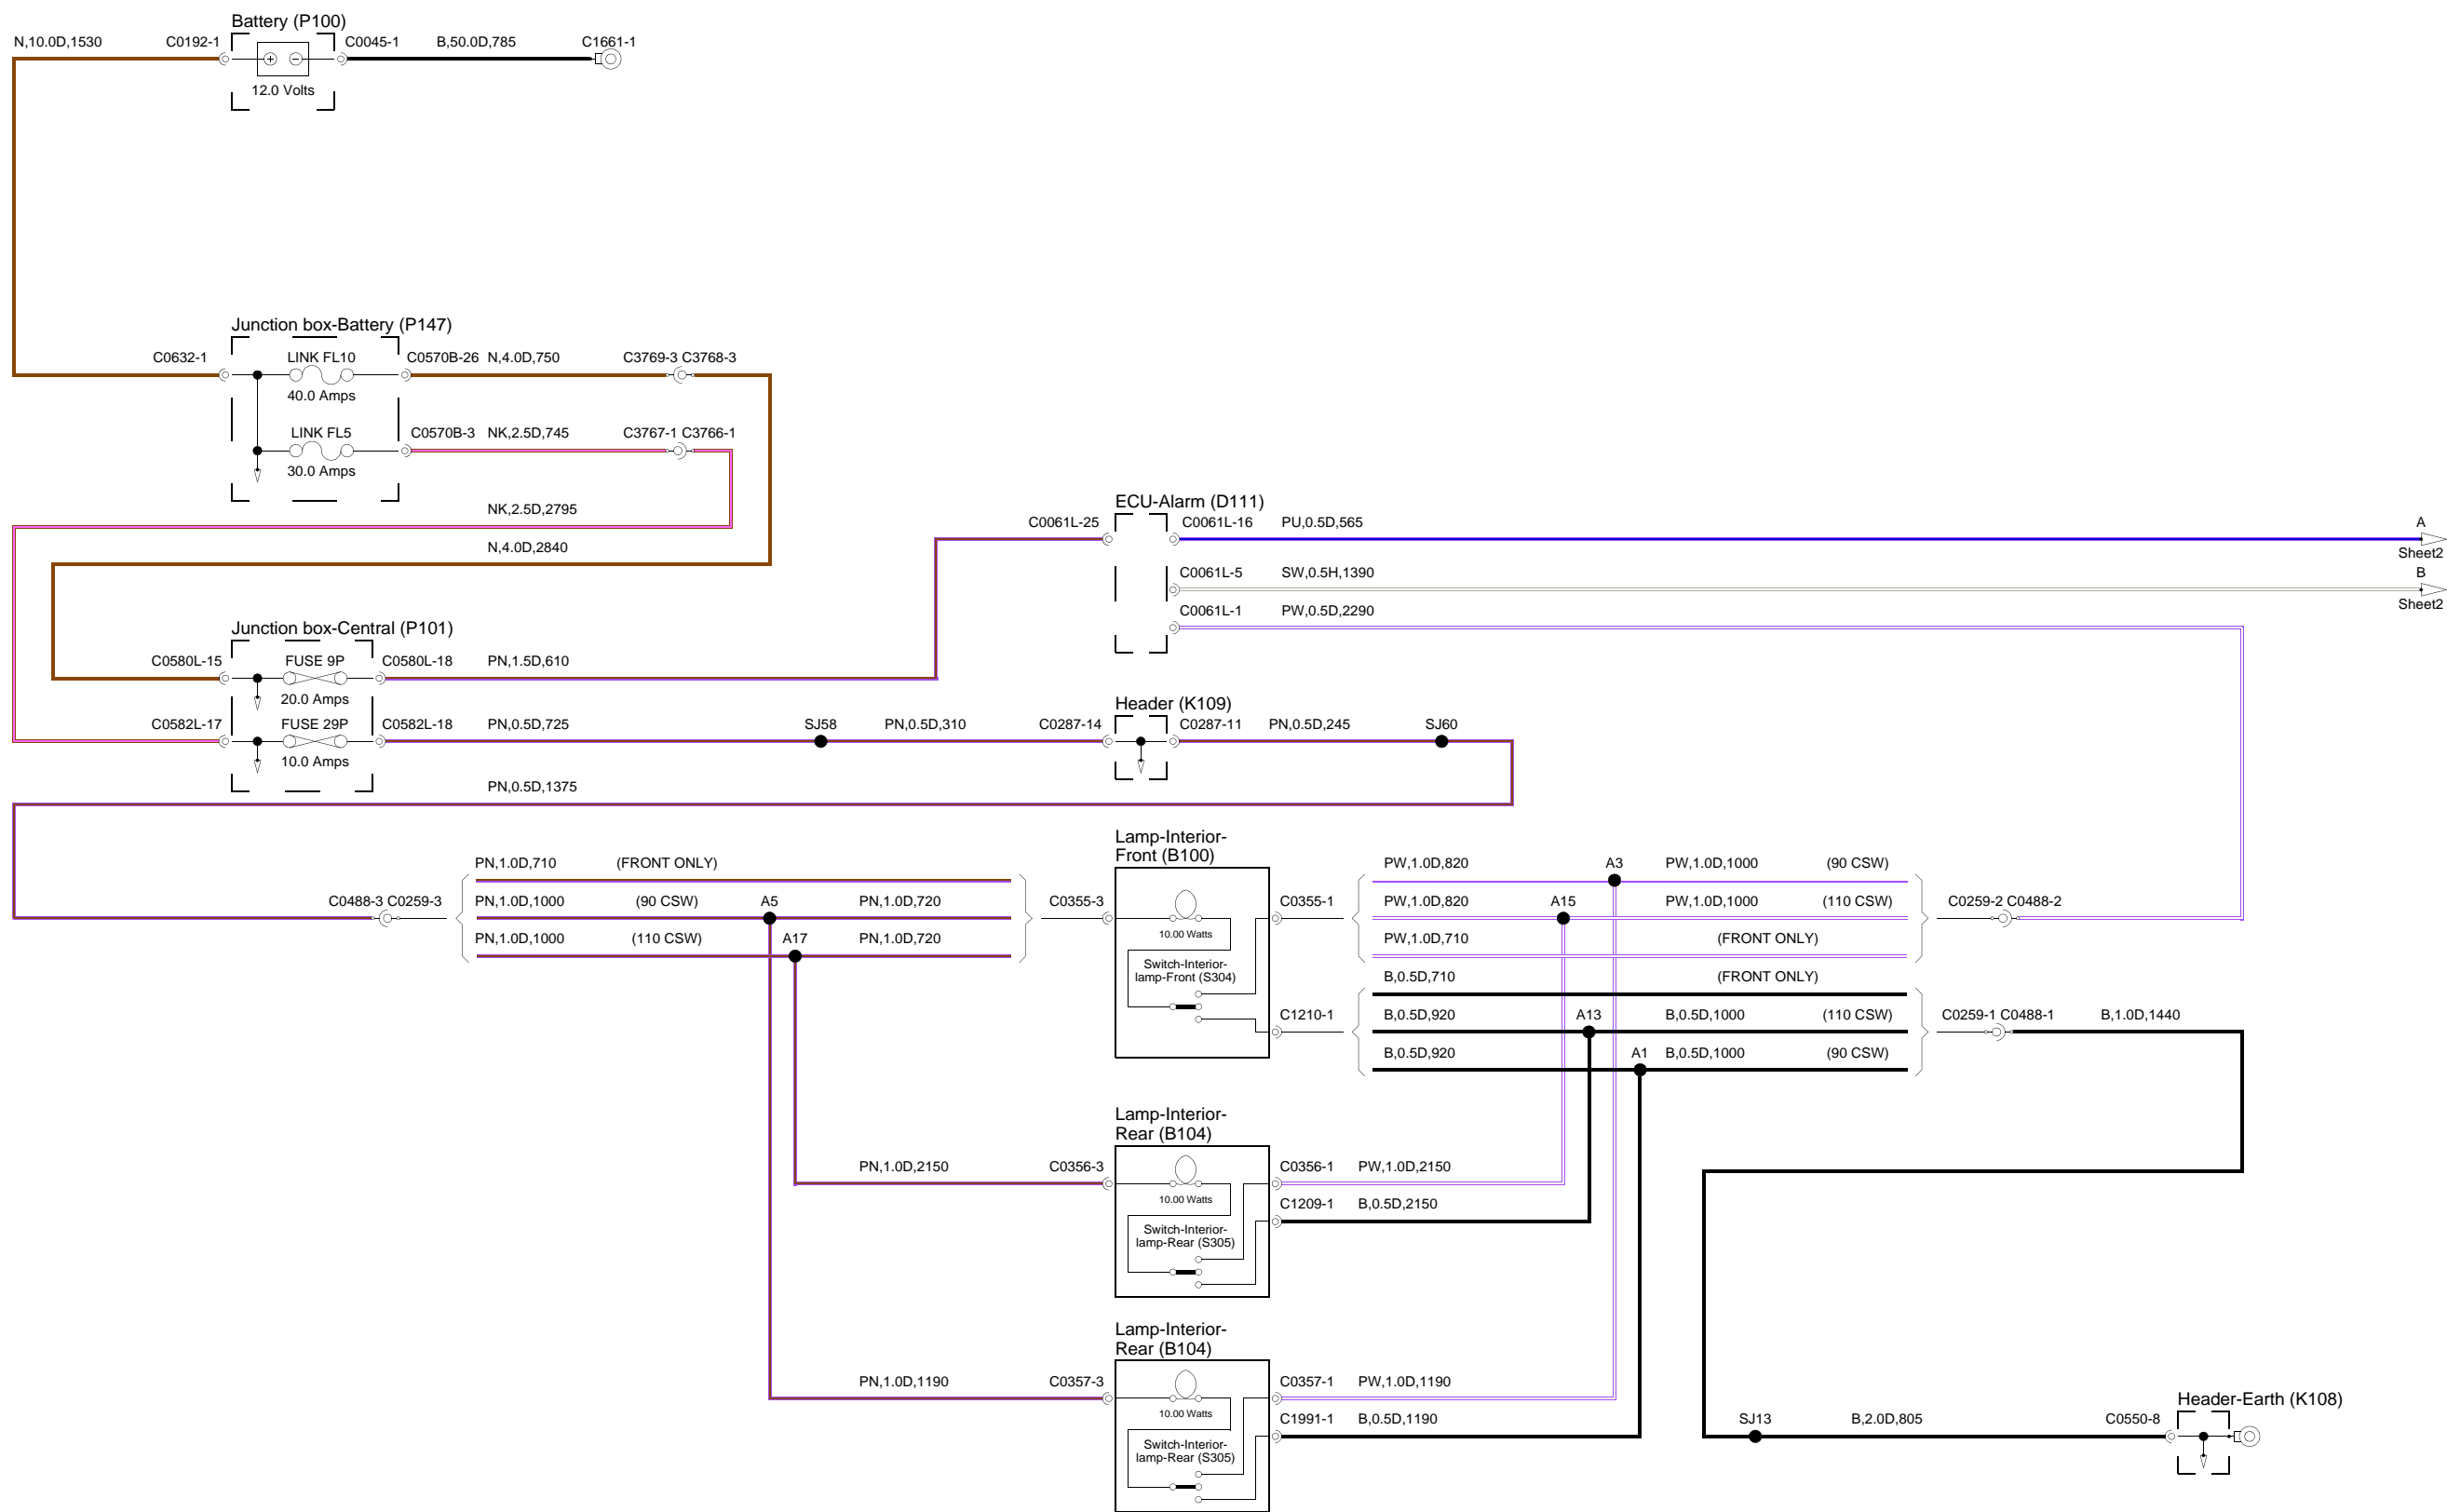 Battery (P100)
N,10.0D,1530 C0192-1 C0045-1 B,50.0D,785 C1661-1
12.0 Volts
Junction box-Battery (P147)
C0632-1 LINK FL10 C0570B-26 N,4.0D,750 C3769-3 C3768-3
40.0 Amps
LINK FL5 C0570B-3 NK,2.5D,745 C3767-1 C3766-1
30.0 Amps
NK,2.5D,2795
N,4.0D,2840
ECU-Alarm (D111)
C0061L-25 C0061L-16 PU,0.5D,565 A
Sheet2
C0061L-5 SW,0.5H,1390 B
Sheet2
C0061L-1 PW,0.5D,2290
Junction box-Central (P101)
C0580L-15 FUSE 9P C0580L-18 PN,1.5D,610
20.0 Amps
Header (K109)
C0582L-17 FUSE 29P C0582L-18 PN,0.5D,725 SJ58 PN,0.5D,310 C0287-14 C0287-11 PN,0.5D,245 SJ60
10.0 Amps
PN,0.5D,1375
Lamp-Interior-
Front (B100)
PN,1.0D,710 (FRONT ONLY) PW,1.0D,820 A3 PW,1.0D,1000 (90 CSW)
C0488-3 C0259-3 PN,1.0D,1000 (90 CSW) A5 PN,1.0D,720 C0355-3 C0355-1 PW,1.0D,820 A15 PW,1.0D,1000 (110 CSW) C0259-2 C0488-2
10.00 Watts
PN,1.0D,1000 (110 CSW) A17 PN,1.0D,720 PW,1.0D,710 (FRONT ONLY)
Switch-Interior-
lamp-Front (S304)
B,0.5D,710 (FRONT ONLY)
C1210-1 B,0.5D,920 A13 B,0.5D,1000 (110 CSW) C0259-1 C0488-1 B,1.0D,1440
B,0.5D,920 A1 B,0.5D,1000 (90 CSW)
Lamp-Interior-
Rear (B104)
PN,1.0D,2150 C0356-3 C0356-1 PW,1.0D,2150
10.00 Watts
C1209-1 B,0.5D,2150
Switch-Interior-
lamp-Rear (S305)
Lamp-Interior-
Rear (B104)
PN,1.0D,1190 C0357-3 C0357-1 PW,1.0D,1190
10.00 Watts
Header-Earth (K108)
C1991-1 B,0.5D,1190 SJ13 B,2.0D,805 C0550-8
Switch-Interior-
lamp-Rear (S305)